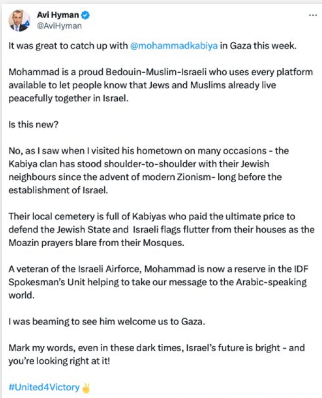 Avi Hyman
@AviHyman
It was great to catch up with @mohammadkabiya in Gaza this week.
Mohammad is a proud Bedouin-Muslim-Israeli who uses every platform
available to let people know that Jews and Muslims already live
peacefully together in Israel.
Is this new?
No, as I saw when I visited his hometown on many occasions - the
Kabiya clan has stood shoulder-to-shoulder with their Jewish
neighbours since the advent of modern Zionism- long before the
establishment of Israel.
Their local cemetery is full of Kabiyas who paid the ultimate price to
defend the Jewish State and  Israeli flags flutter from their houses as the
Moazin prayers blare from their Mosques.
A veteran of the Israeli Airforce, Mohammad is now a reserve in the IDF
Spokesman's Unit helping to take our message to the Arabic-speaking
world.
I was beaming to see him welcome us to Gaza.
Mark my words, even in these dark times, Israel's future is bright - and
you're looking right at it!
#United4Victory✌️